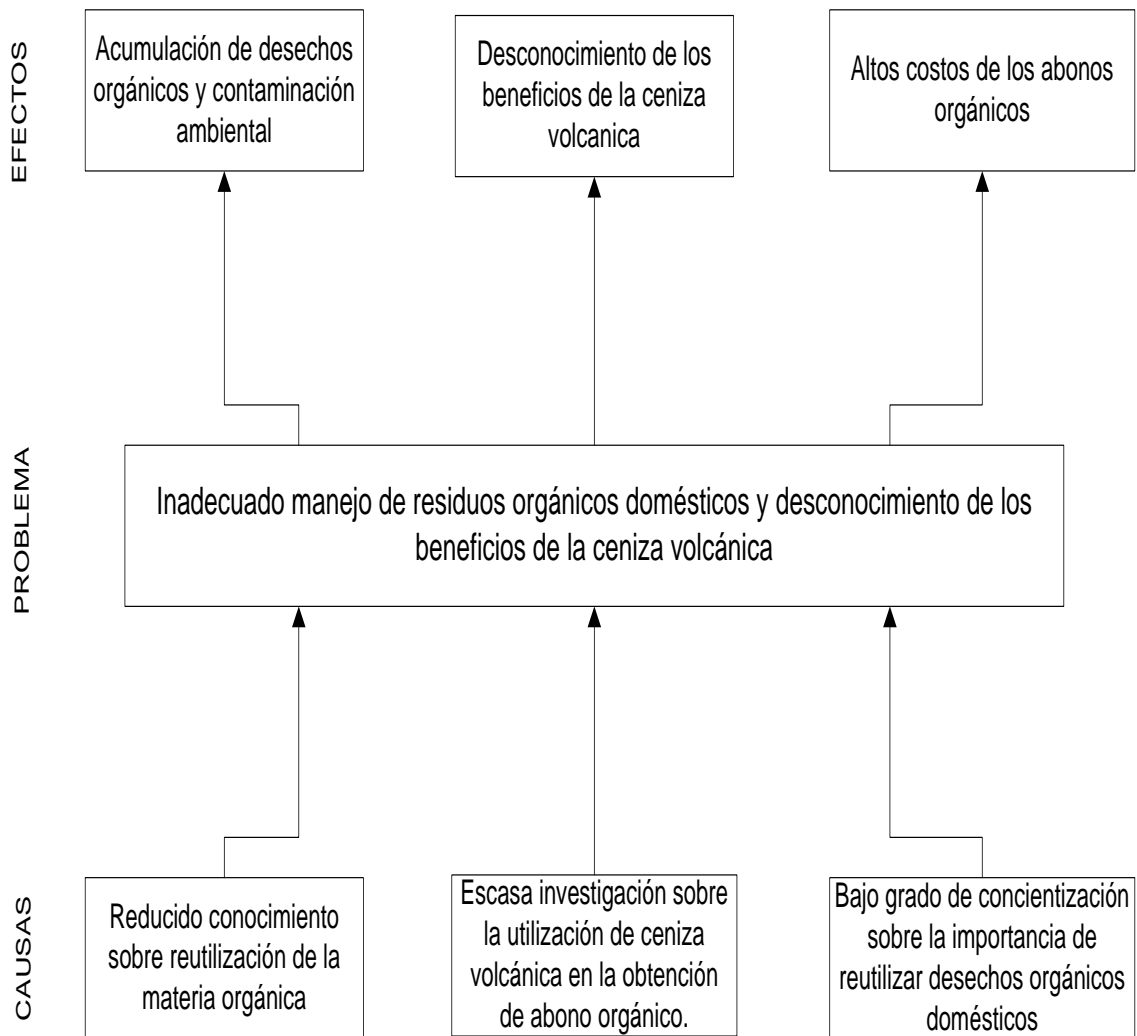 EFECTOS
Acumulación de desechos
orgánicos y contaminación
ambiental
Desconocimiento de los
beneficios de la ceniza
volcanica
Altos costos de los abonos
orgánicos
PROBLEMA
Inadecuado manejo de residuos orgánicos domésticos y desconocimiento de los
beneficios de la ceniza volcánica
CAUSAS
Reducido conocimiento
sobre reutilización de la
materia orgánica
Escasa investigación sobre
la utilización de ceniza
volcánica en la obtención
de abono orgánico.
Bajo grado de concientización
sobre la importancia de
reutilizar desechos orgánicos
domésticos